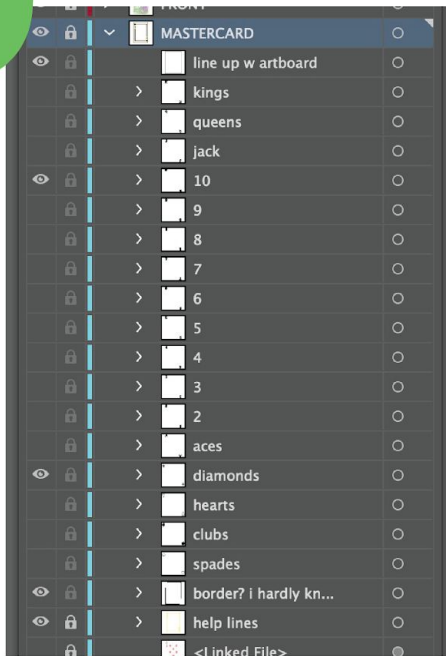 FRONT
MASTERCARD
line up w artboard
kings
queens
jack
10
9
8
7
6
5
4
3
2
aces
diamonds
hearts
clubs
spades
border? i hardly kn...
help lines
<Linked File>